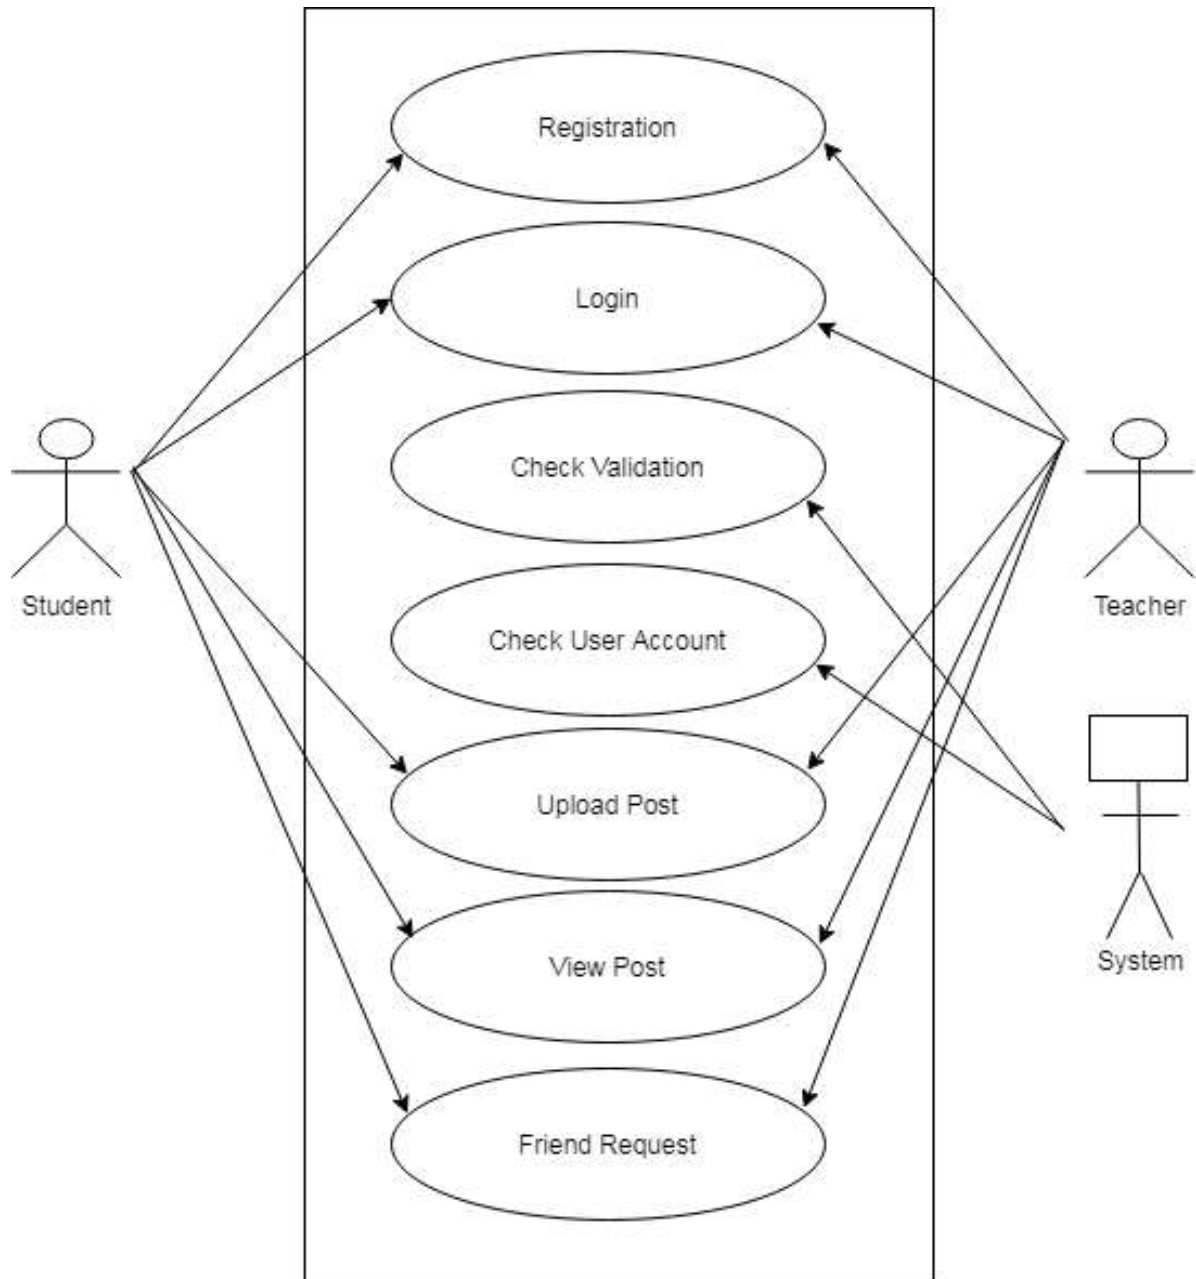 Registration
Login
Check Validation
Check User Account
Upload Post
View Post
Friend Request
Student
Teacher
System